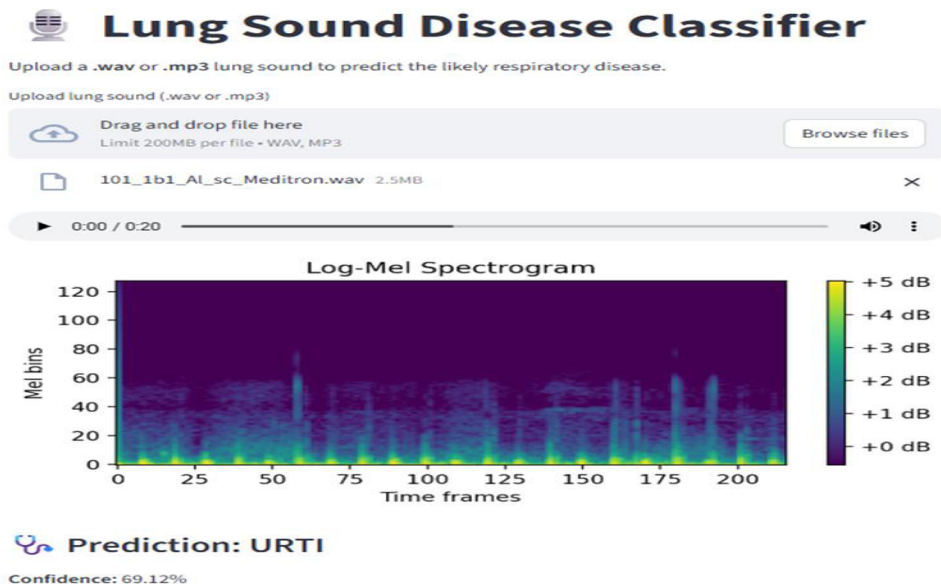 Lung Sound Disease Classifier
Upload a .wav or .mp3 lung sound to predict the likely respiratory disease.
Upload lung sound (.wav or .mp3)
Drag and drop file here
Limit 200MB per file • WAV, MP3
Browse files
101_1b1_Al_sc_Meditron.wav 2.5MB
0:00 / 0:20
Log-Mel Spectrogram
Mel bins
120
100
80
60
40
20
0
0 25 50 75 100 125 150 175 200
Time frames
+5 dB
+4 dB
+3 dB
+2 dB
+1 dB
+0 dB
Prediction: URTI
Confidence: 69.12%